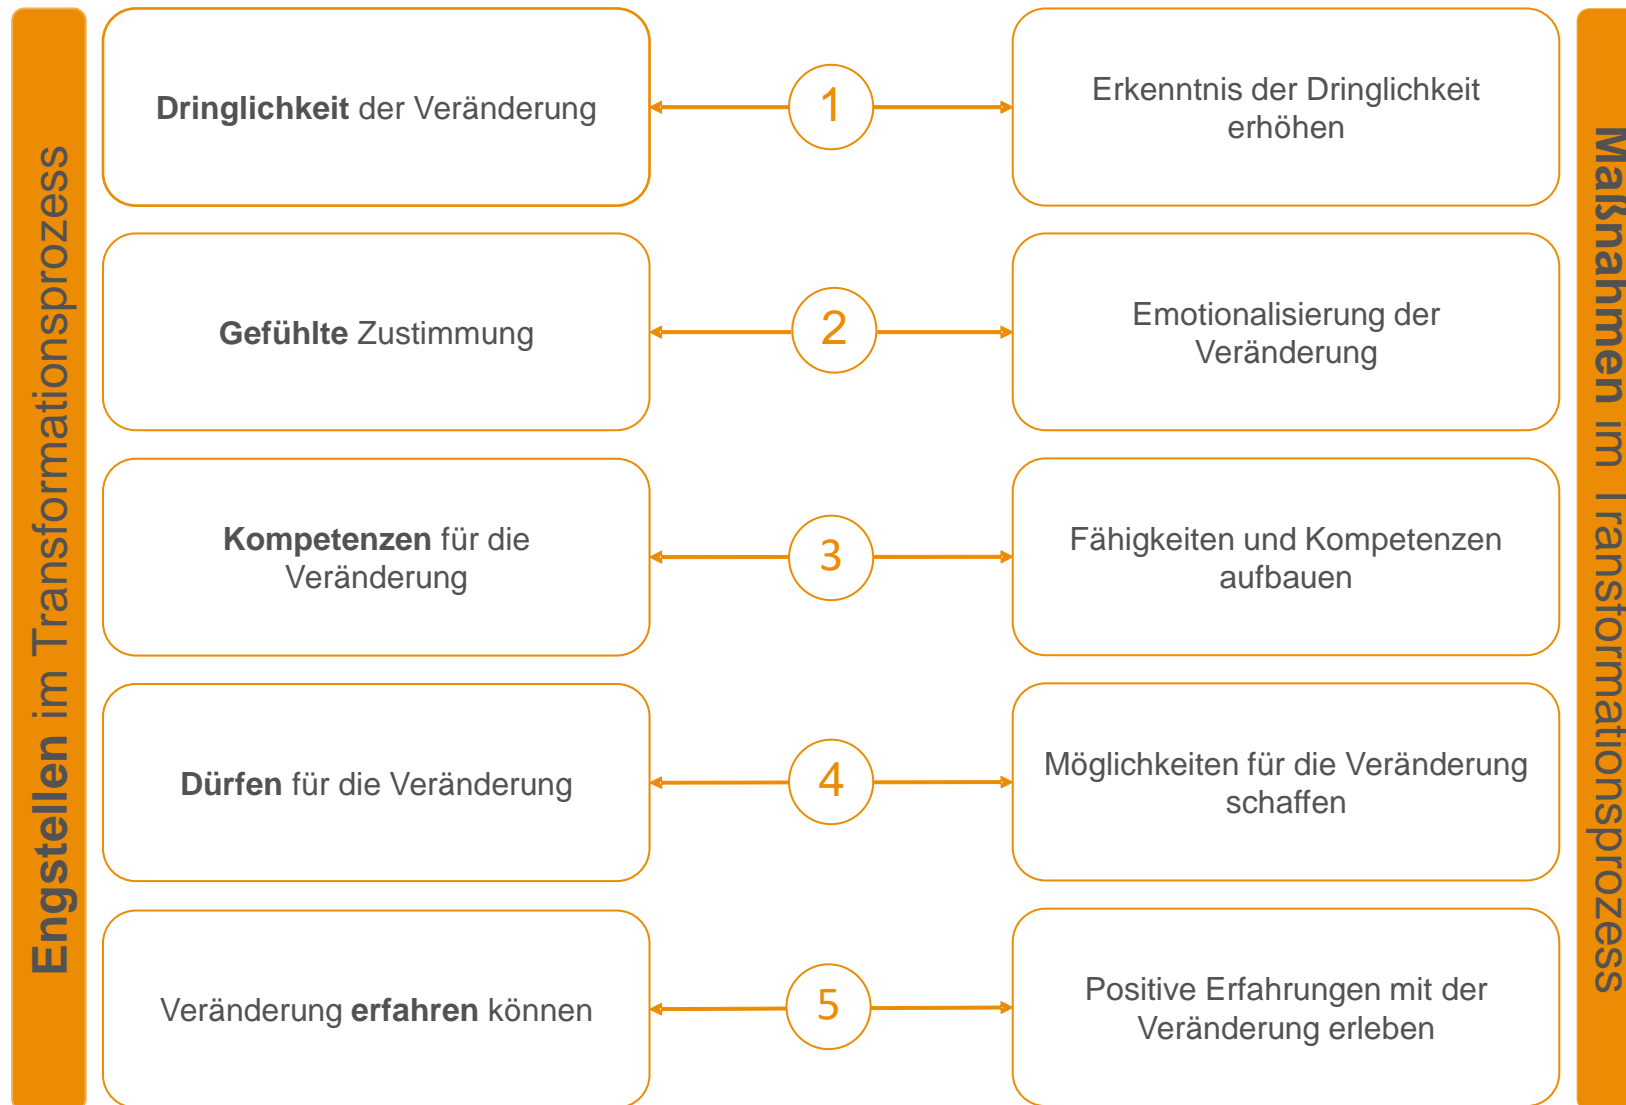 Engstellen im Transformationsprozess
Dringlichkeit der Veränderung
1
Erkenntnis der Dringlichkeit
erhöhen
Gefühlte Zustimmung
2
Emotionalisierung der
Veränderung
Kompetenzen für die
Veränderung
3
Fähigkeiten und Kompetenzen
aufbauen
Dürfen für die Veränderung
4
Möglichkeiten für die Veränderung
schaffen
Veränderung erfahren können
5
Positive Erfahrungen mit der
Veränderung erleben
Maßnahmen im Transformationsprozess